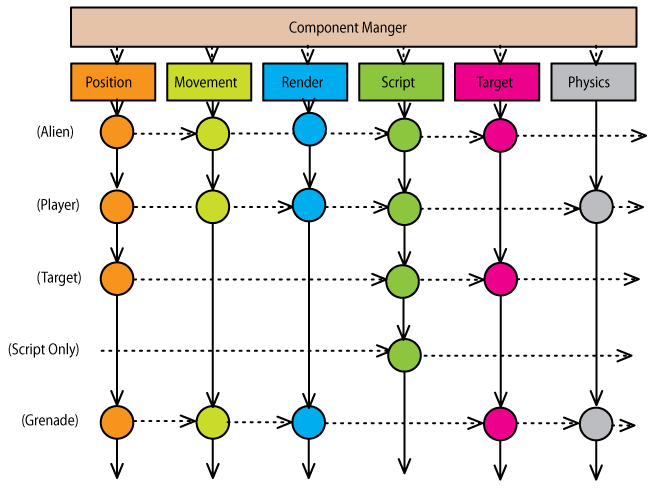 Component Manger
Position
Movement
Render
Script
Target
Physics
(Alien)
(Player)
(Target)
(Script Only)
(Grenade)